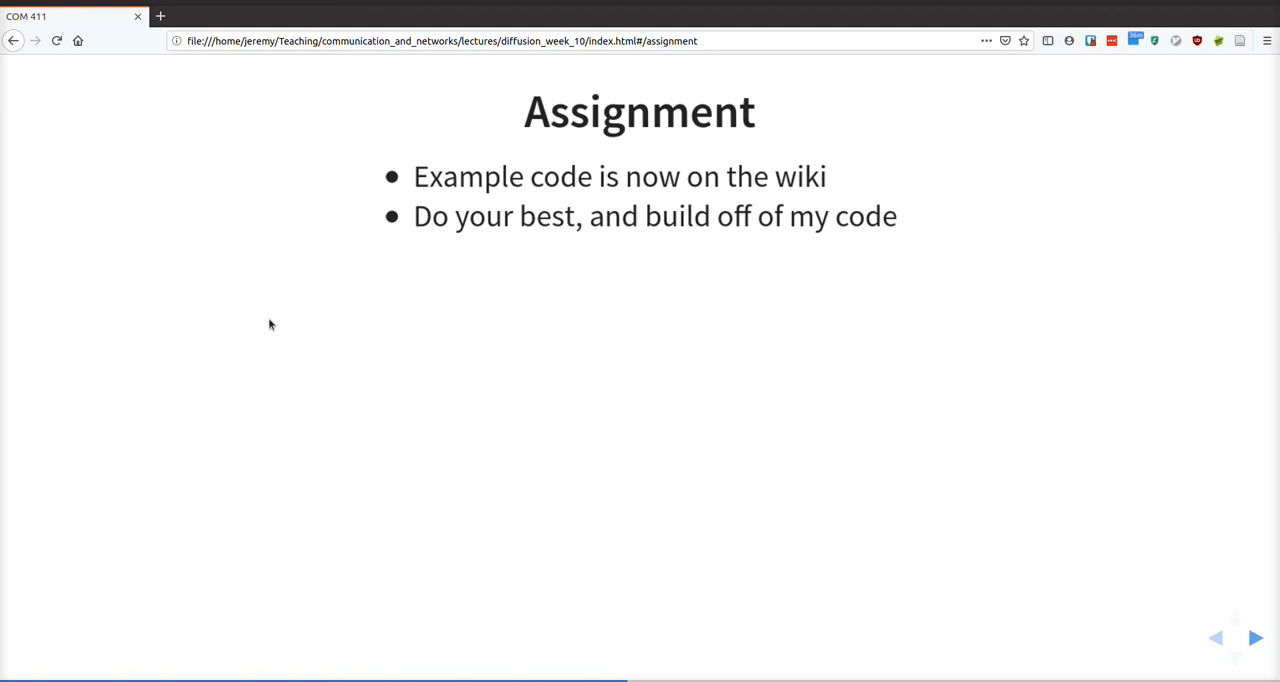 COM 411
file:///home/jeremy/Teaching/communication_and_networks/lectures/diffusion_week_10/index.html#/assignment
36m
Assignment
Example code is now on the wiki
Do your best, and build off of my code